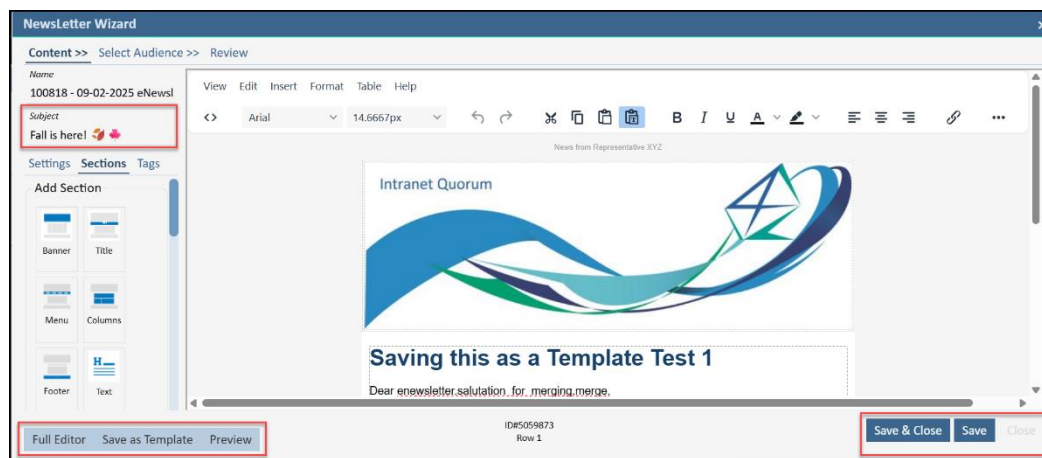 NewsLetter Wizard
Content >> Select Audience >> Review
Name
100818 - 09-02-2025 eNewsl
Subject
Fall is here! 🍂 🍁
Settings Sections Tags
Add Section
Banner Title
Menu Columns
Footer Text
View Edit Insert Format Table Help
Arial 14.6667px
B I U A
News from Representative XYZ
Intranet Quorum
Saving this as a Template Test 1
Dear enewsletter.salutation_for_merging.merge,
Full Editor Save as Template Preview
ID#5059873
Row 1
Save & Close Save Close